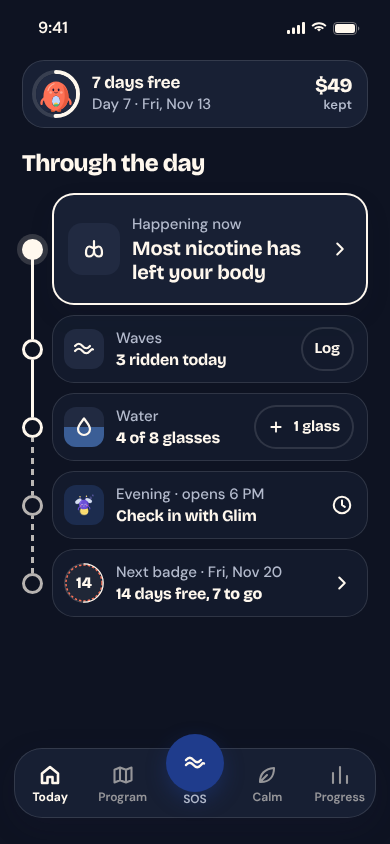 9:41
7 days free
Day 7 · Fri, Nov 13
$49
kept
Through the day
Happening now
Most nicotine has
left your body
Waves
3 ridden today
Log
Water
4 of 8 glasses
+ 1 glass
Evening · opens 6 PM
Check in with Glim
14
Next badge · Fri, Nov 20
14 days free, 7 to go
Today
Program
SOS
Calm
Progress